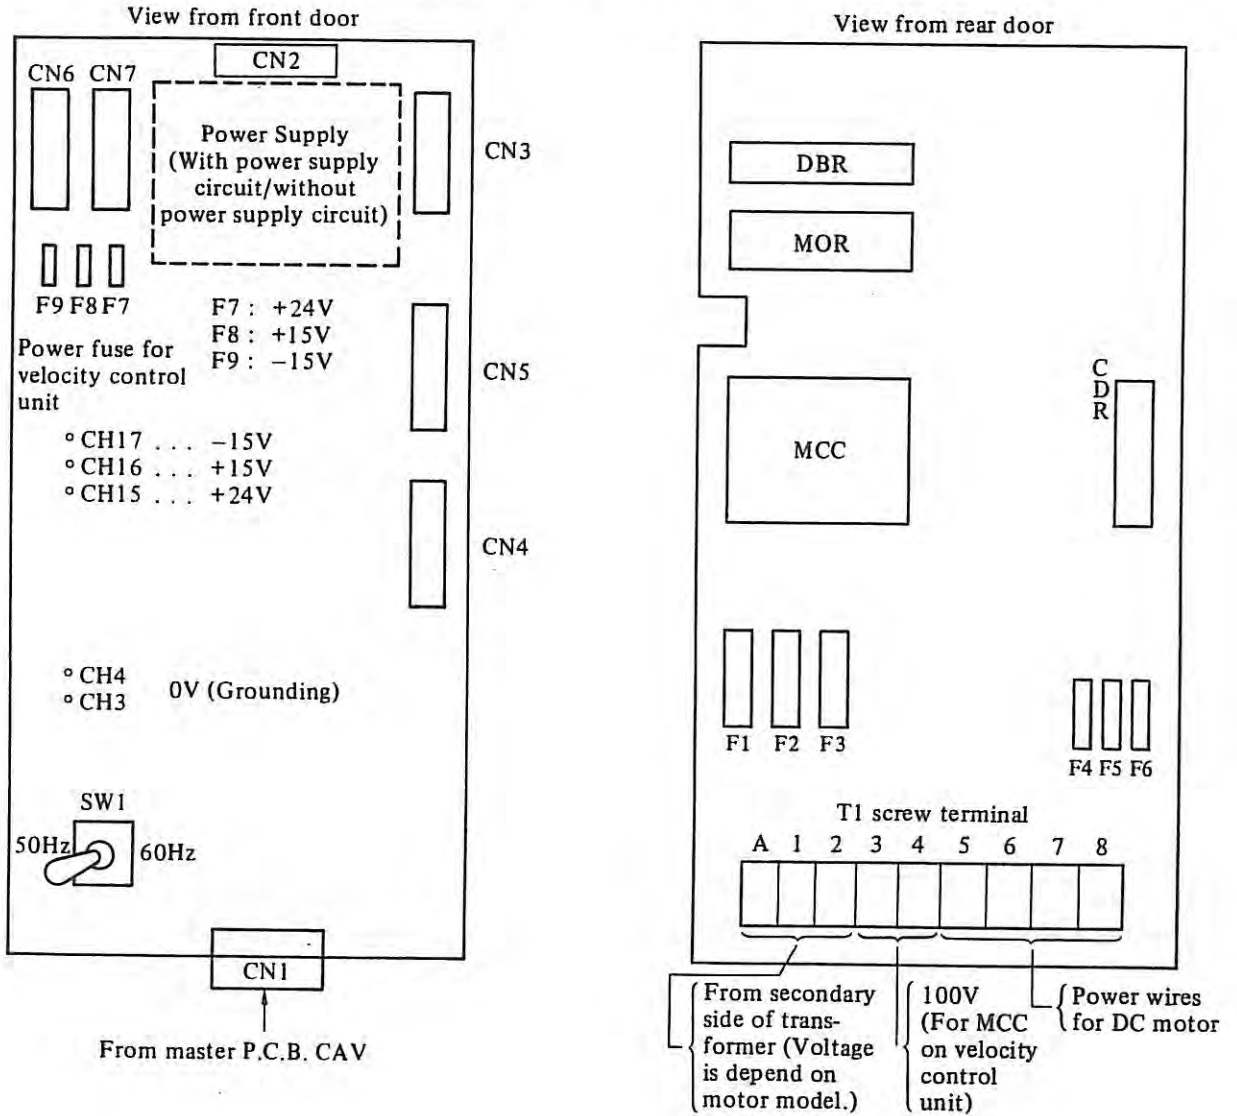 View from front door
CN2
CN6 CN7
Power Supply
(With power supply
circuit/without
power supply circuit)
CN3
F9 F8 F7
F7 : +24V
F8 : +15V
F9 : −15V
Power fuse for
velocity control
unit
CN5
CH17 . . . −15V
CH16 . . . +15V
CH15 . . . +24V
CN4
CH4
CH3
0V (Grounding)
SW1
50Hz
60Hz
CN1
From master P.C.B. CAV
View from rear door
DBR
MOR
MCC
C
D
R
F1 F2 F3
F4 F5 F6
T1 screw terminal
A 1 2 3 4 5 6 7 8
From secondary
side of trans-
former (Voltage
is depend on
motor model.)
100V
(For MCC
on velocity
control
unit)
Power wires
for DC motor